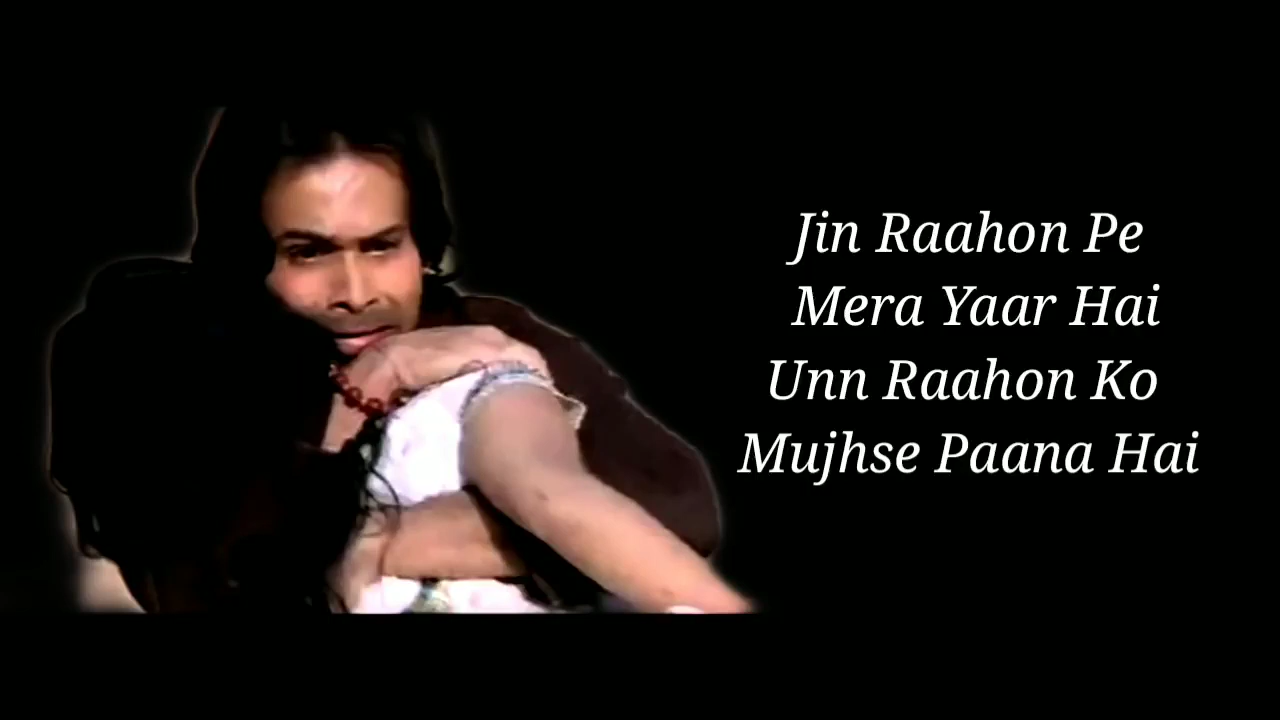 Jin Raahon Pe
Mera Yaar Hai
Unn Raahon Ko
Mujhse Paana Hai